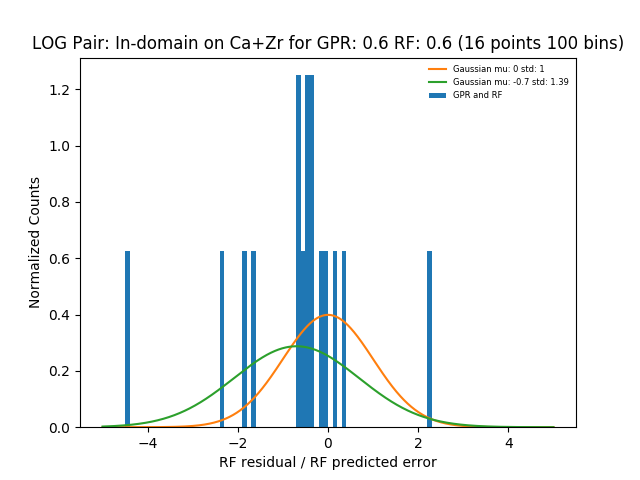 LOG Pair: In-domain on Ca+Zr for GPR: 0.6 RF: 0.6 (16 points 100 bins)
Gaussian mu: 0 std: 1
Gaussian mu: -0.7 std: 1.39
GPR and RF
Normalized Counts
1.2
1.0
0.8
0.6
0.4
0.2
0.0
−4 −2 0 2 4
RF residual / RF predicted error